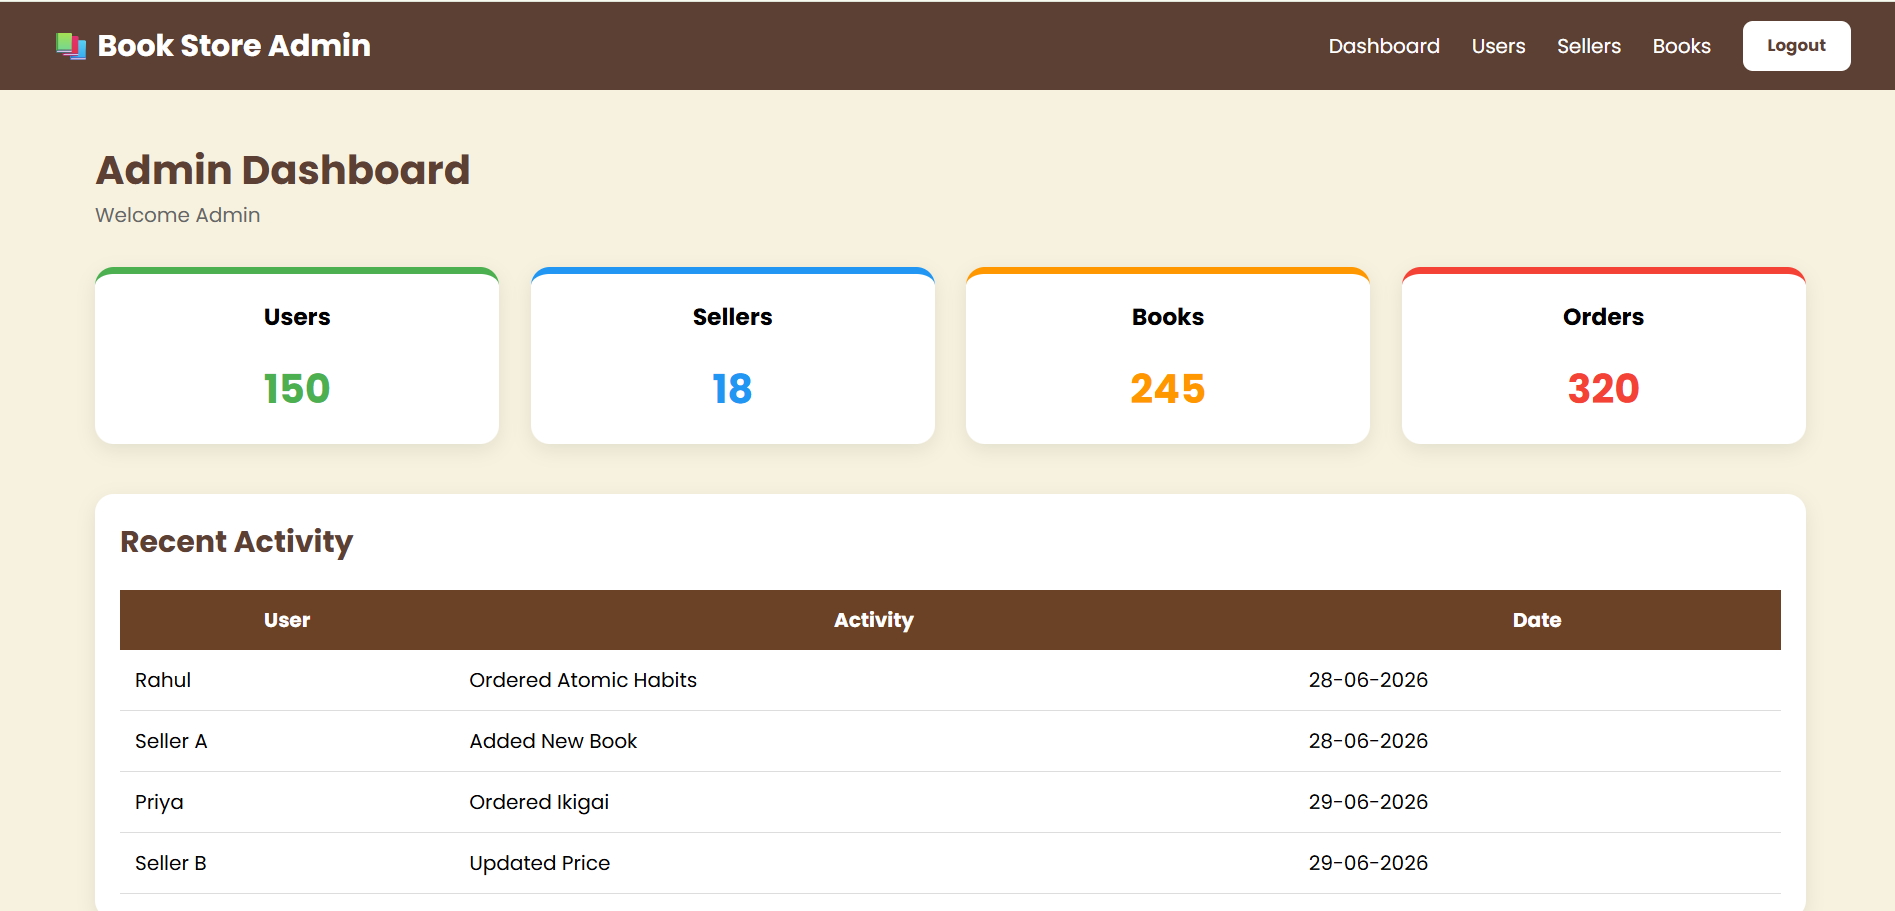 Book Store Admin
Dashboard Users Sellers Books Logout
Admin Dashboard
Welcome Admin
Users Sellers Books Orders
150 18 245 320
Recent Activity
User Activity Date
Rahul Ordered Atomic Habits 28-06-2026
Seller A Added New Book 28-06-2026
Priya Ordered Ikigai 29-06-2026
Seller B Updated Price 29-06-2026